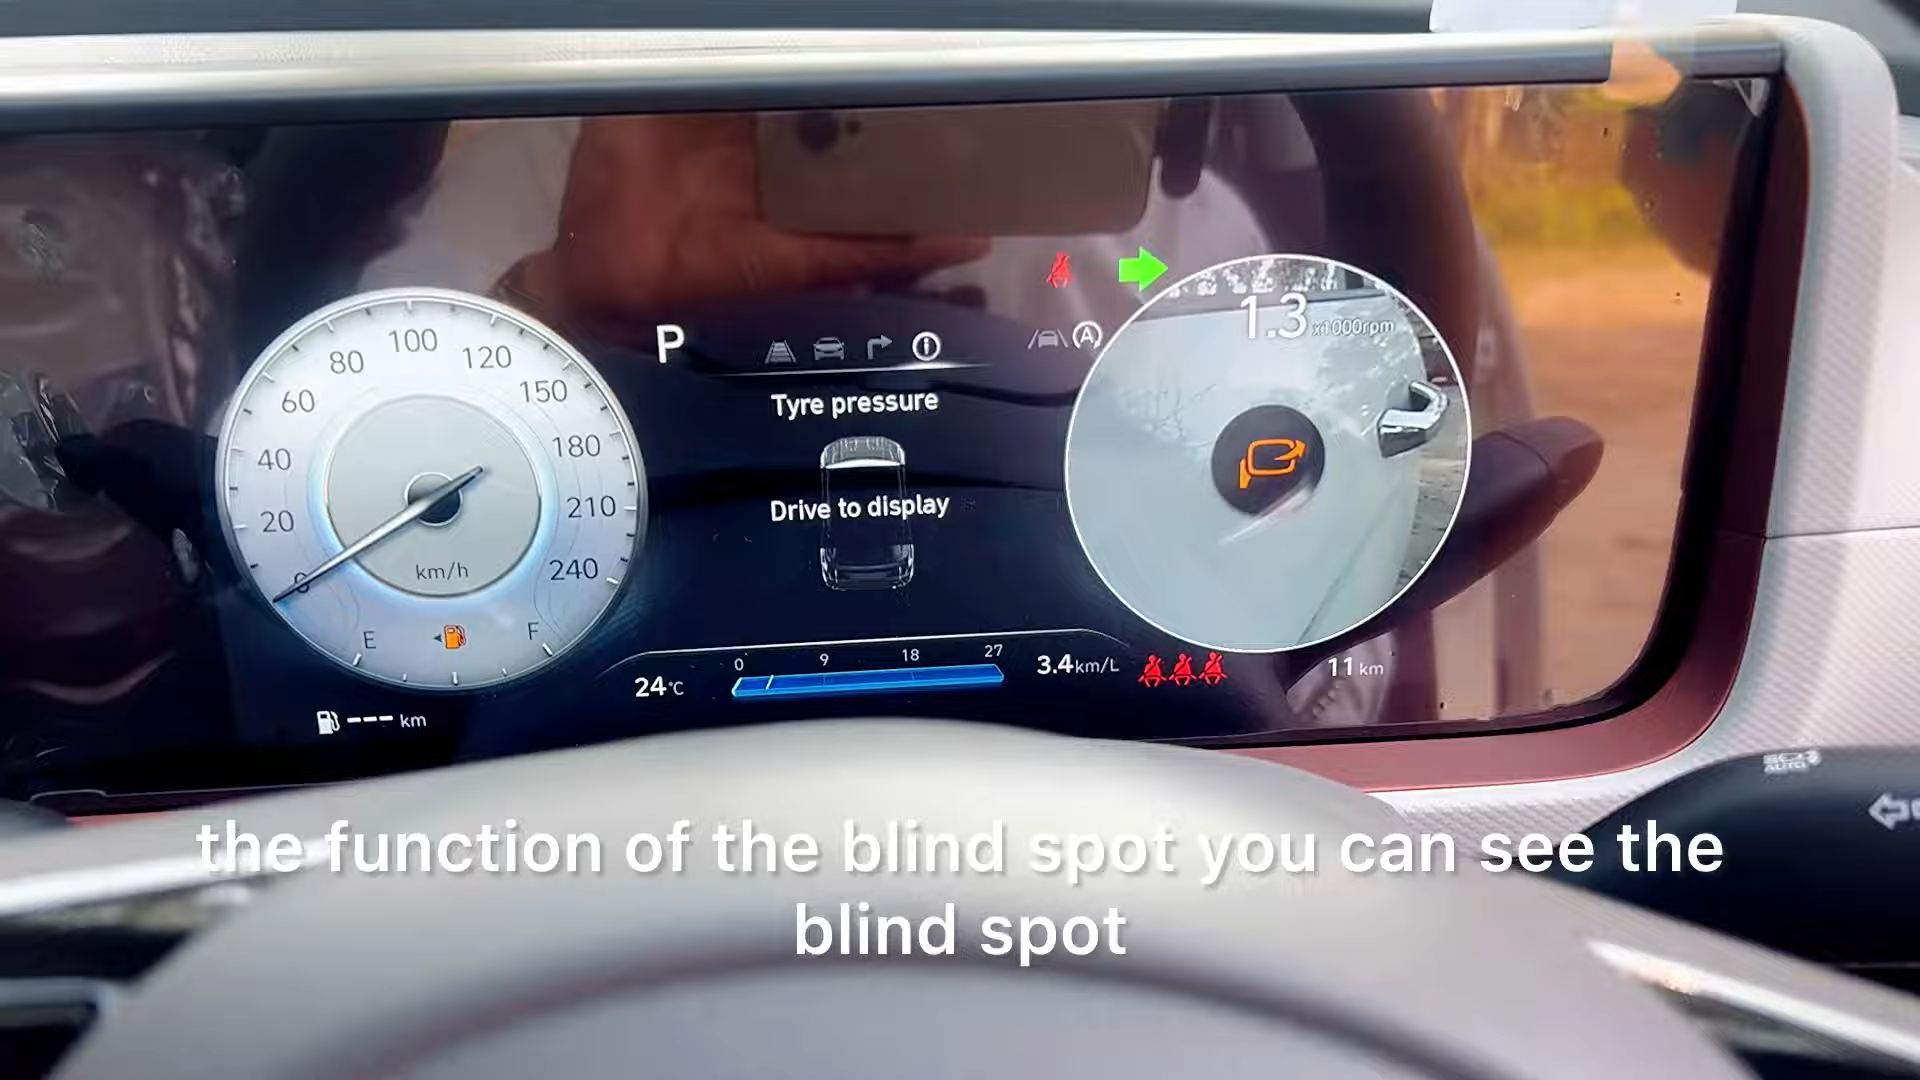 100
80
120
60
150
40
180
20
210
0
240
km/h
E
F
--- km
P
Tyre pressure
Drive to display
24°C
0 9 18 27
3.4km/L
A
1.3 x1000rpm
11 km
AUTO
the function of the blind spot you can see the
blind spot